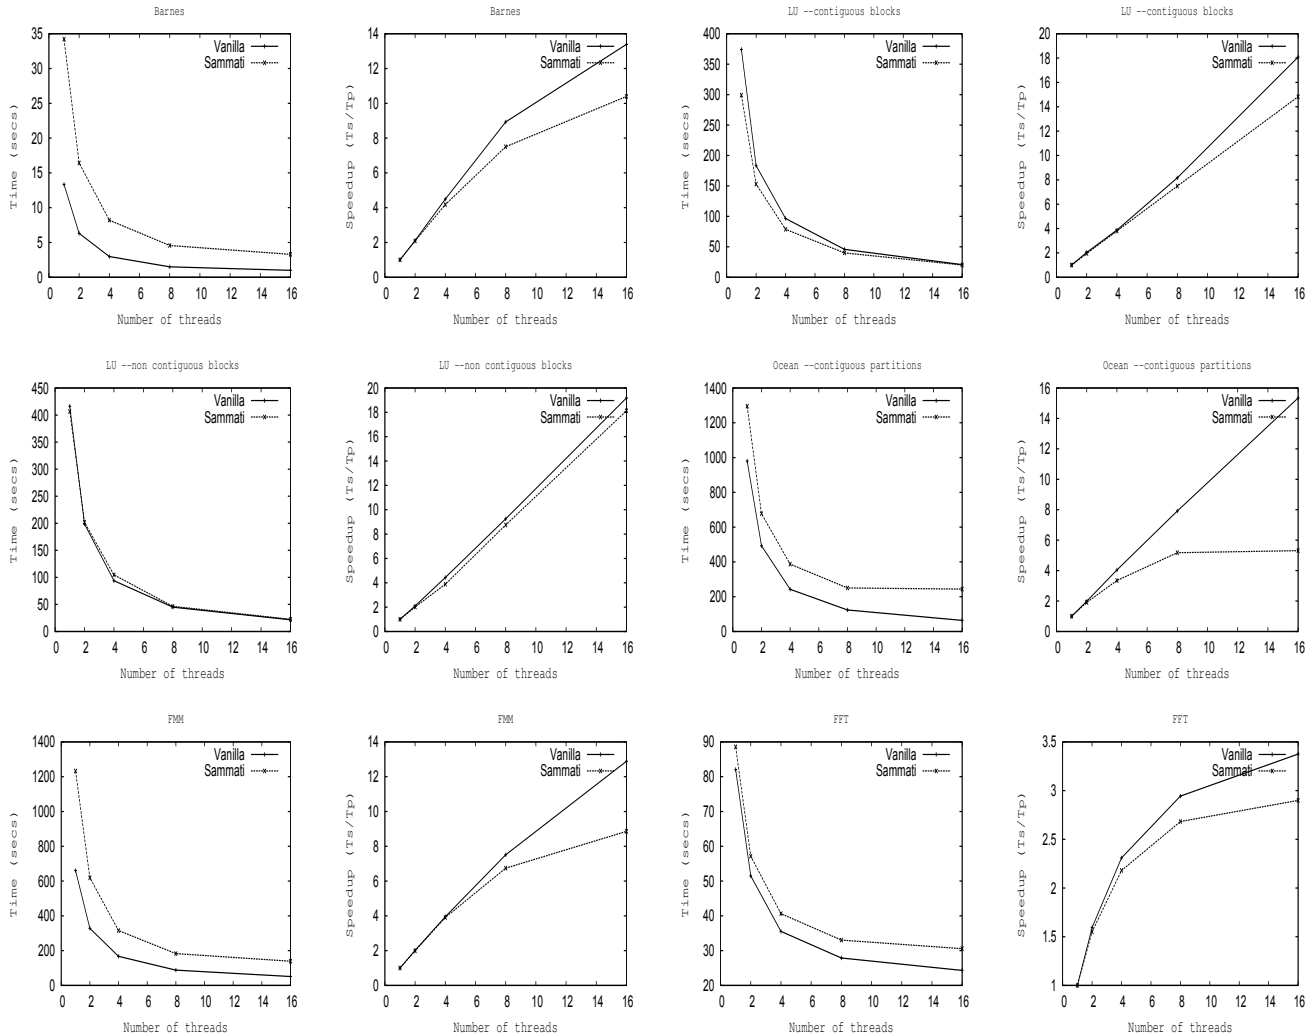 Barnes
Time (secs)
35
30
25
20
15
10
5
0
Vanilla
Sammati
0 2 4 6 8 10 12 14 16
Number of threads
Barnes
Speedup (Ts/Tp)
14
12
10
8
6
4
2
0
Vanilla
Sammati
0 2 4 6 8 10 12 14 16
Number of threads
LU --contiguous blocks
Time (secs)
400
350
300
250
200
150
100
50
0
Vanilla
Sammati
0 2 4 6 8 10 12 14 16
Number of threads
LU --contiguous blocks
Speedup (Ts/Tp)
20
18
16
14
12
10
8
6
4
2
0
Vanilla
Sammati
0 2 4 6 8 10 12 14 16
Number of threads
LU --non contiguous blocks
Time (secs)
450
400
350
300
250
200
150
100
50
0
Vanilla
Sammati
0 2 4 6 8 10 12 14 16
Number of threads
LU --non contiguous blocks
Speedup (Ts/Tp)
20
18
16
14
12
10
8
6
4
2
0
Vanilla
Sammati
0 2 4 6 8 10 12 14 16
Number of threads
Ocean --contiguous partitions
Time (secs)
1400
1200
1000
800
600
400
200
0
Vanilla
Sammati
0 2 4 6 8 10 12 14 16
Number of threads
Ocean --contiguous partitions
Speedup (Ts/Tp)
16
14
12
10
8
6
4
2
0
Vanilla
Sammati
0 2 4 6 8 10 12 14 16
Number of threads
FMM
Time (secs)
1400
1200
1000
800
600
400
200
0
Vanilla
Sammati
0 2 4 6 8 10 12 14 16
Number of threads
FMM
Speedup (Ts/Tp)
14
12
10
8
6
4
2
0
Vanilla
Sammati
0 2 4 6 8 10 12 14 16
Number of threads
FFT
Time (secs)
90
80
70
60
50
40
30
20
Vanilla
Sammati
0 2 4 6 8 10 12 14 16
Number of threads
FFT
Speedup (Ts/Tp)
3.5
3
2.5
2
1.5
1
Vanilla
Sammati
0 2 4 6 8 10 12 14 16
Number of threads